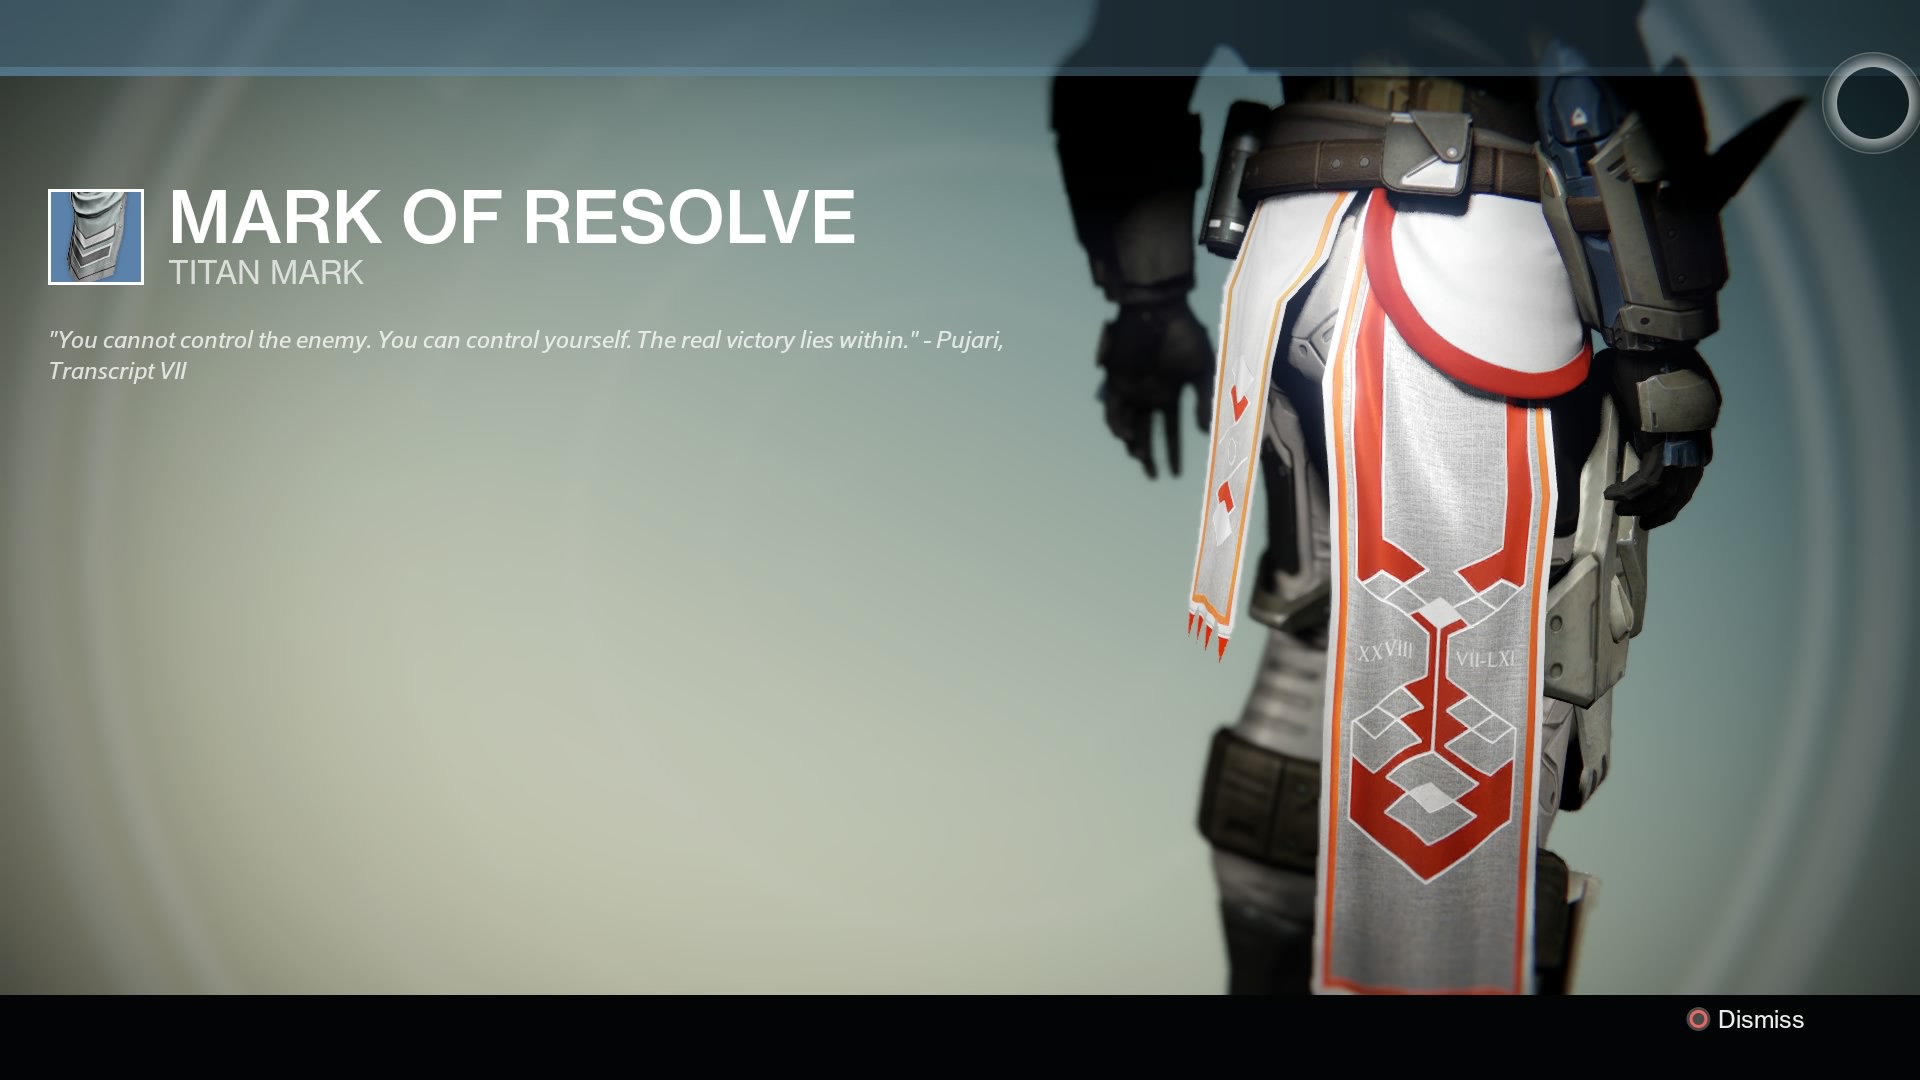 MARK OF RESOLVE
TITAN MARK
"You cannot control the enemy. You can control yourself. The real victory lies within." - Pujari,
Transcript VII
XXVIII VII-LXI
Dismiss